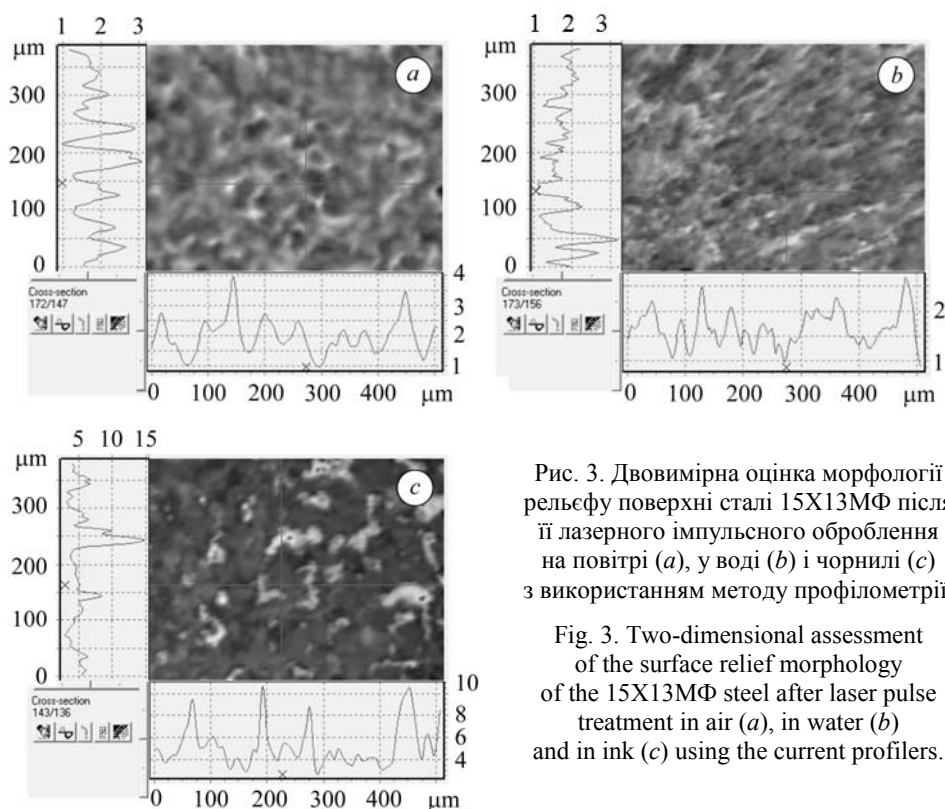 1 2 3
μm
300
200
100
0
a
Cross-section
172/147
4
3
2
1
0 100 200 300 400 μm
1 2 3
μm
300
200
100
0
b
Cross-section
173/156
2
1
0 100 200 300 400 μm
5 10 15
μm
300
200
100
0
c
Cross-section
143/136
10
8
6
4
0 100 200 300 400 μm
Рис. 3. Двовимірна оцінка морфології
рельєфу поверхні сталі 15Х13МФ після
її лазерного імпульсного оброблення
на повітрі (a), у воді (b) і чорнилі (c)
з використанням методу профілометрії.
Fig. 3. Two-dimensional assessment
of the surface relief morphology
of the 15Х13МФ steel after laser pulse
treatment in air (a), in water (b)
and in ink (c) using the current profilers.